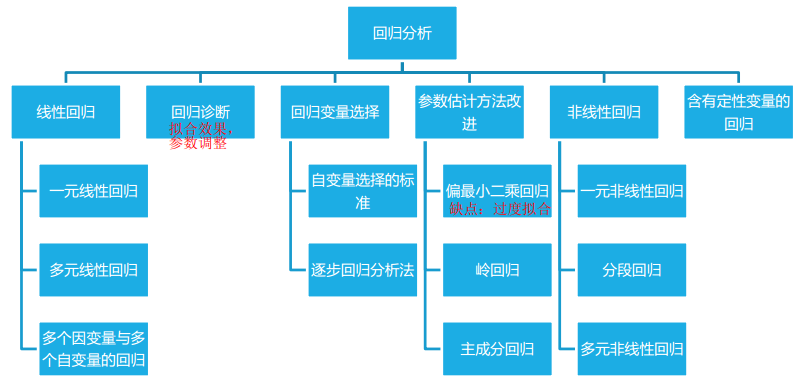 回归分析
线性回归
回归诊断
拟合效果，
参数调整
回归变量选择
参数估计方法改
进
非线性回归
含有定性变量的
回归
一元线性回归
多元线性回归
多个因变量与多
个自变量的回归
自变量选择的标
准
逐步回归分析法
偏最小二乘回归
缺点：过度拟合
岭回归
主成分回归
一元非线性回归
分段回归
多元非线性回归